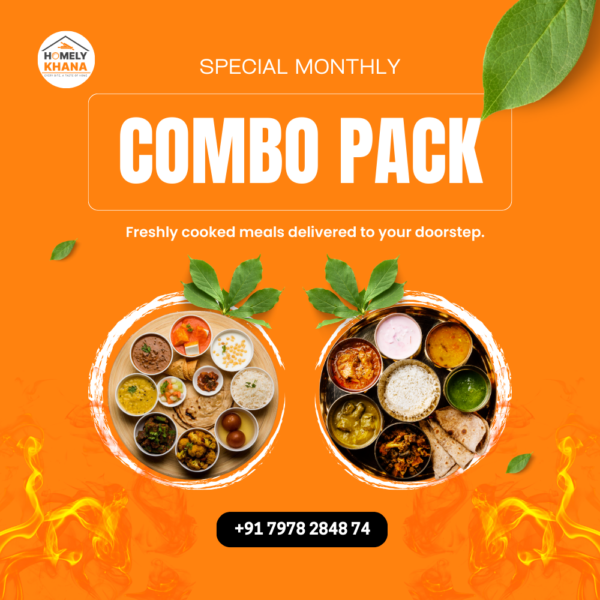 HOMELY
KHANA
SPECIAL MONTHLY
COMBO PACK
Freshly cooked meals delivered to your doorstep.
+91 7978 2848 74